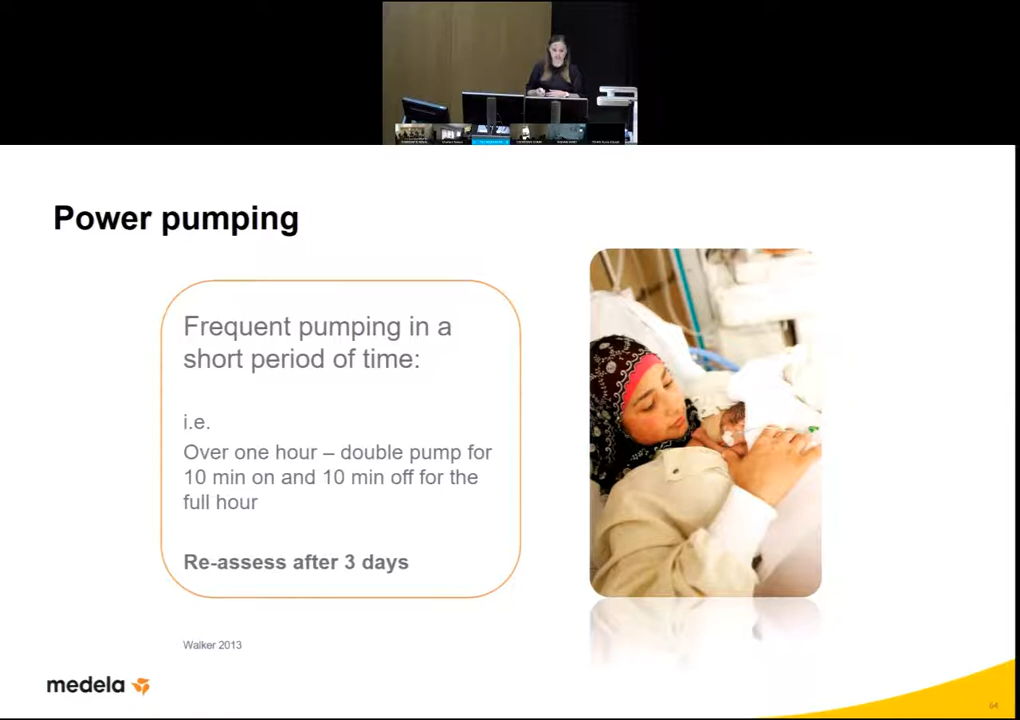 Power pumping
Frequent pumping in a
short period of time:
i.e.
Over one hour – double pump for
10 min on and 10 min off for the
full hour
Re-assess after 3 days
Walker 2013
medela
64